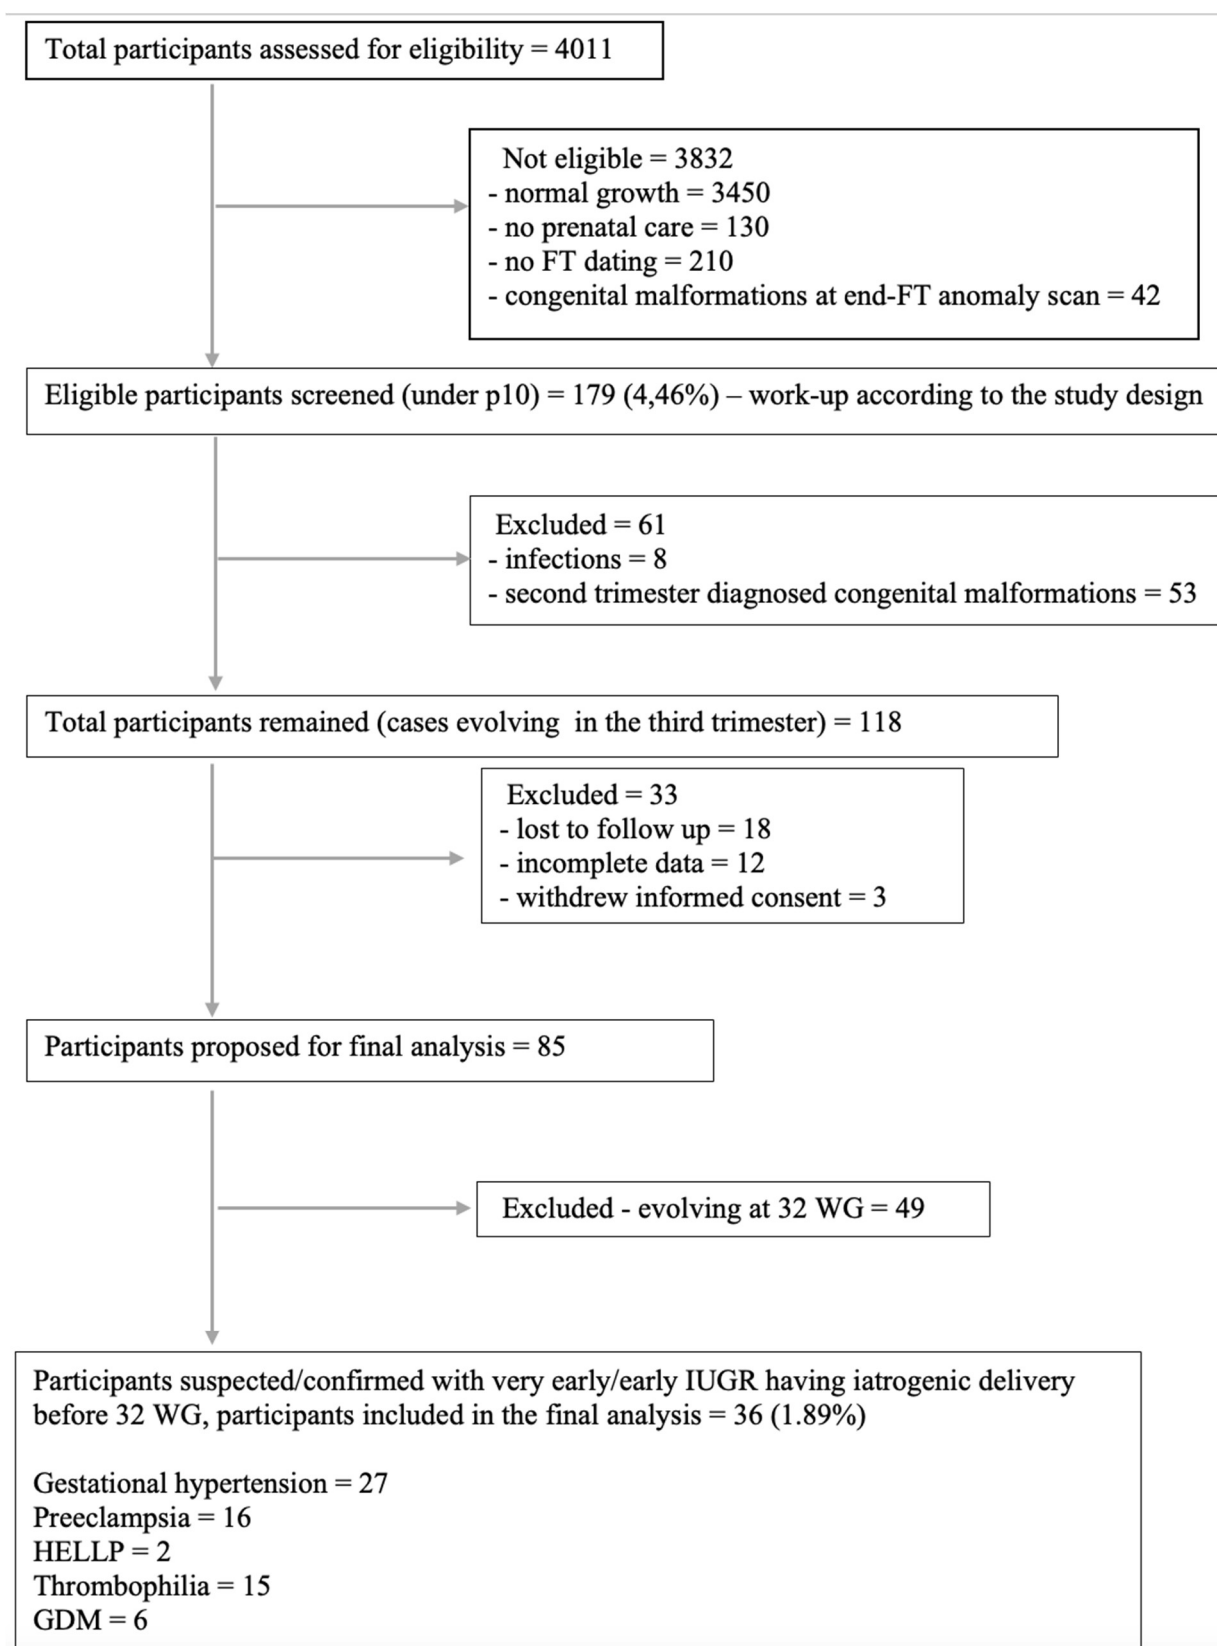 Total participants assessed for eligibility = 4011
Not eligible = 3832
- normal growth = 3450
- no prenatal care = 130
- no FT dating = 210
- congenital malformations at end-FT anomaly scan = 42
Eligible participants screened (under p10) = 179 (4,46%) – work-up according to the study design
Excluded = 61
- infections = 8
- second trimester diagnosed congenital malformations = 53
Total participants remained (cases evolving in the third trimester) = 118
Excluded = 33
- lost to follow up = 18
- incomplete data = 12
- withdrew informed consent = 3
Participants proposed for final analysis = 85
Excluded - evolving at 32 WG = 49
Participants suspected/confirmed with very early/early IUGR having iatrogenic delivery
before 32 WG, participants included in the final analysis = 36 (1.89%)
Gestational hypertension = 27
Preeclampsia = 16
HELLP = 2
Thrombophilia = 15
GDM = 6